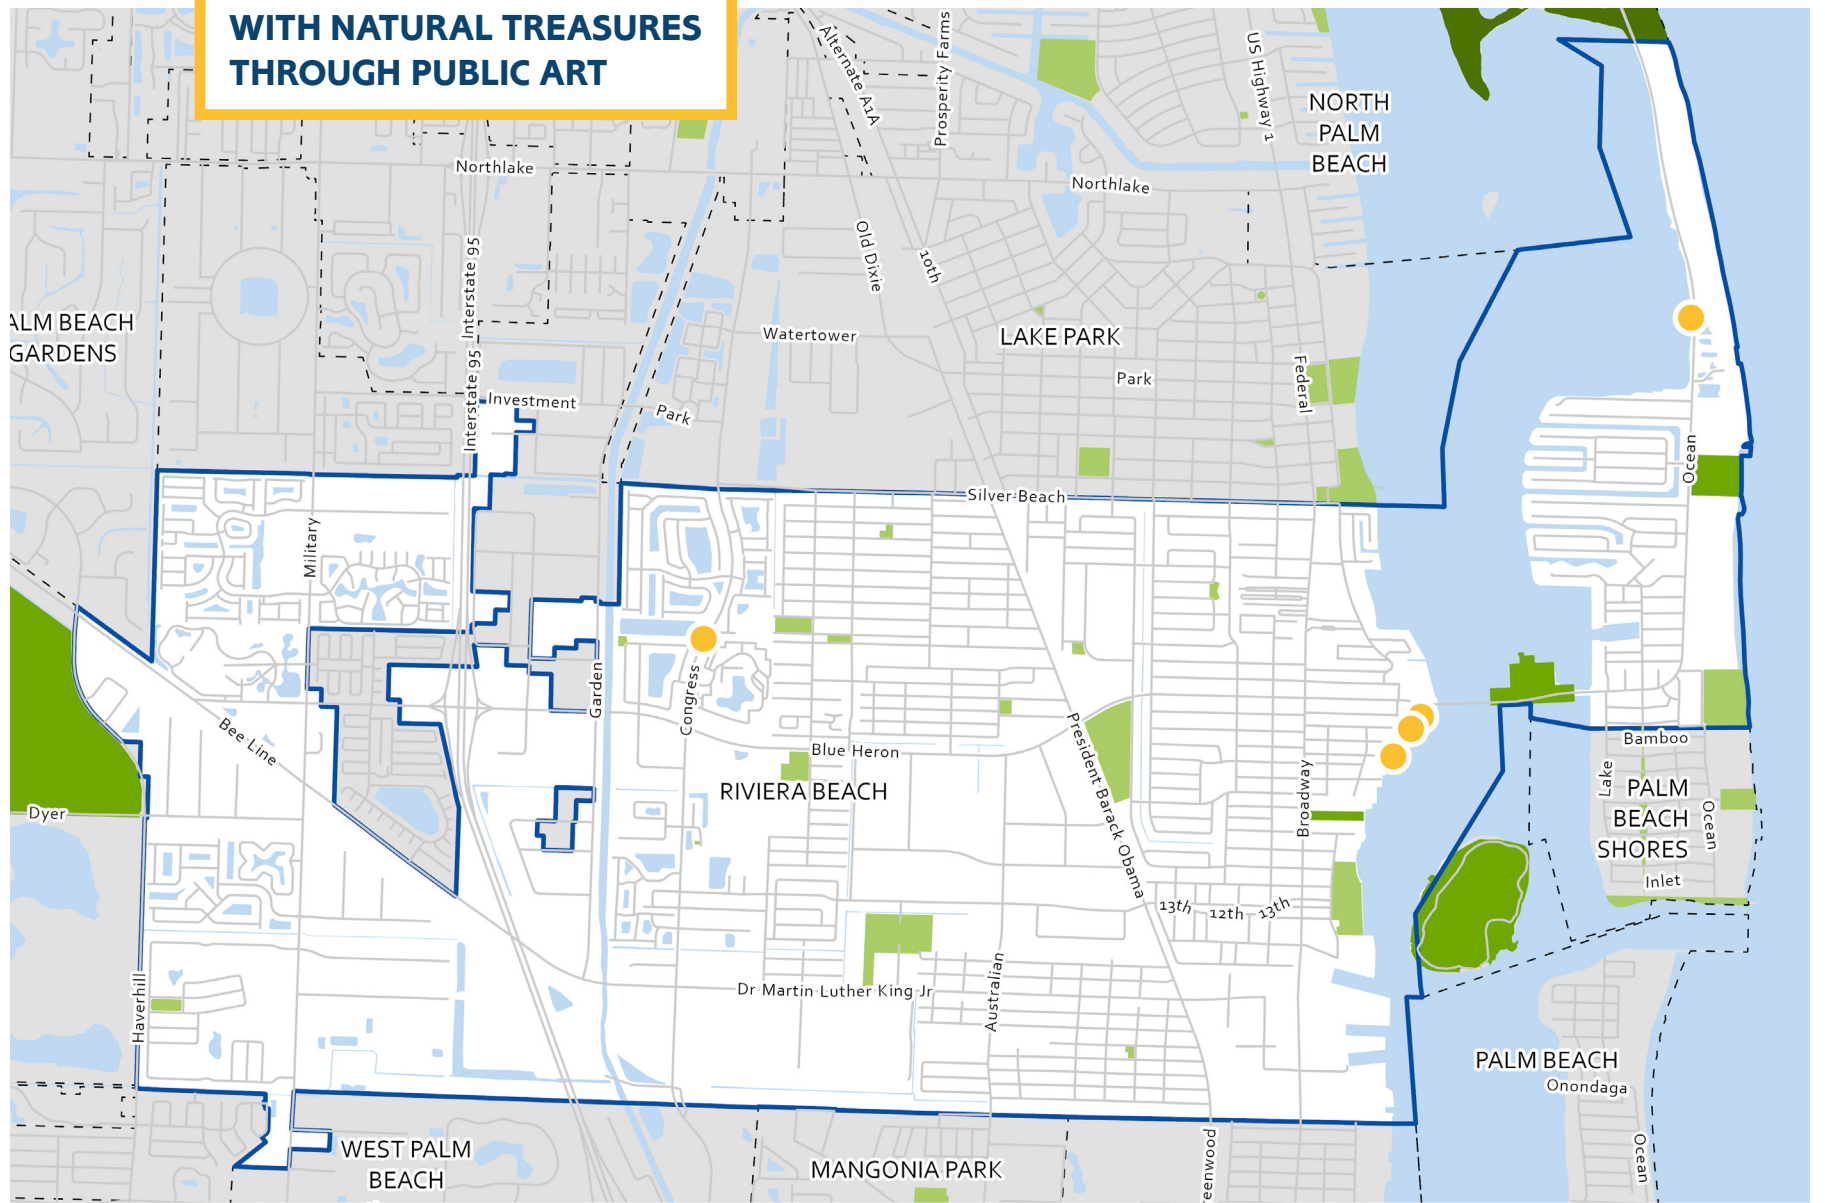 WITH NATURAL TREASURES
THROUGH PUBLIC ART
Alternate A1A
Prosperity Farms
US Highway 1
NORTH
PALM
BEACH
Northlake
Northlake
Interstate 95
Interstate 95
Old Dixie
10th
ALM BEACH
GARDENS
Watertower
LAKE PARK
Park
Federal
Investment
Park
Ocean
Silver Beach
Military
Garden
Congress
Bee Line
Blue Heron
RIVIERA BEACH
President Barack Obama
Broadway
Bamboo
Lake
PALM
BEACH
SHORES
Ocean
Inlet
Dyer
13th
12th
13th
Haverhill
Dr Martin Luther King Jr
Australian
PALM BEACH
Onondaga
Ocean
WEST PALM
BEACH
MANGONIA PARK
reenwood